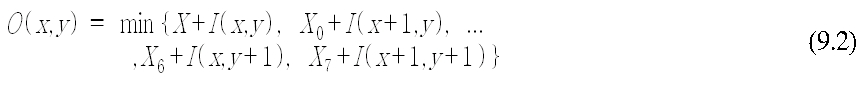 O(x,y) = min{X+I(x,y), X₀+I(x+1,y), ...
,X₆+I(x,y+1), X₇+I(x+1,y+1)} (9.2)